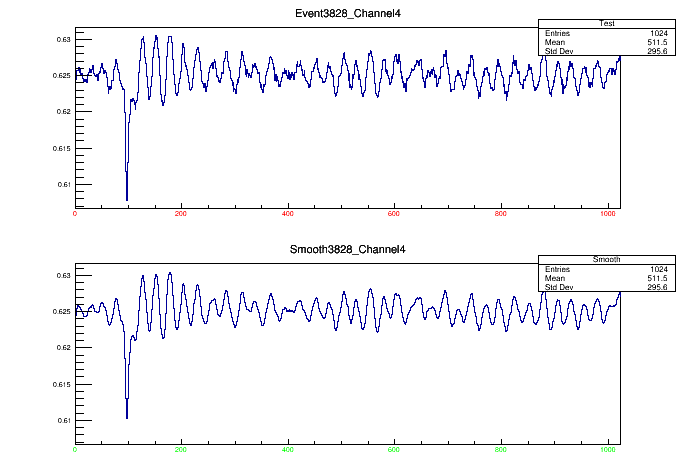 Event3828_Channel4
Test
Entries 1024
Mean 511.5
Std Dev 295.6
0.63
0.625
0.62
0.615
0.61
0 200 400 600 800 1000
Smooth3828_Channel4
Smooth
Entries 1024
Mean 511.5
Std Dev 295.6
0.63
0.625
0.62
0.615
0.61
0 200 400 600 800 1000